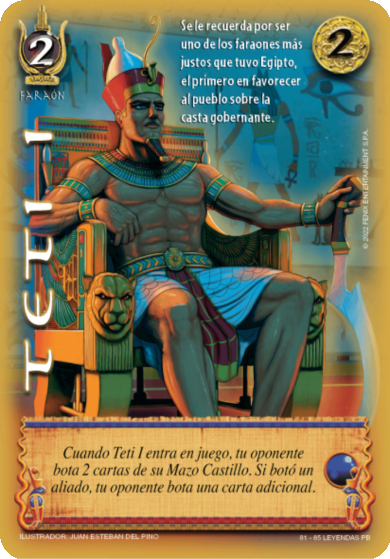 2
FARAÓN
Se le recuerda por ser
uno de los faraones más
justos que tuvo Egipto,
el primero en favorecer
al pueblo sobre la
casta gobernante.
2
TETI I
© 2022 FENIX ENTERTAINMENT S.P.A.
Cuando Teti I entra en juego, tu oponente
bota 2 cartas de su Mazo Castillo. Si botó un
aliado, tu oponente bota una carta adicional.
ILUSTRADOR: JUAN ESTEBAN DEL PINO
81 - 85 LEYENDAS PB